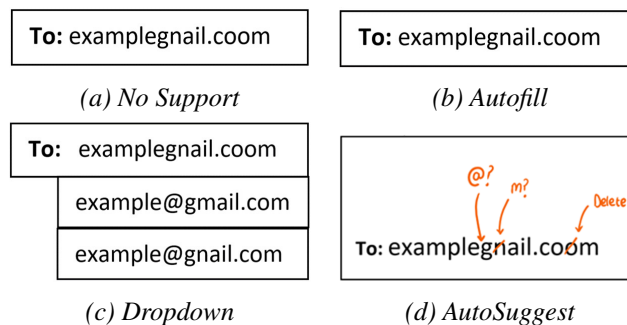 To: examplegnail.coom
(a) No Support
To: examplegnail.coom
(b) Autofill
To: examplegnail.coom
example@gmail.com
example@gnail.com
(c) Dropdown
@?
m?
Delete
To: examplegnail.coom
(d) AutoSuggest